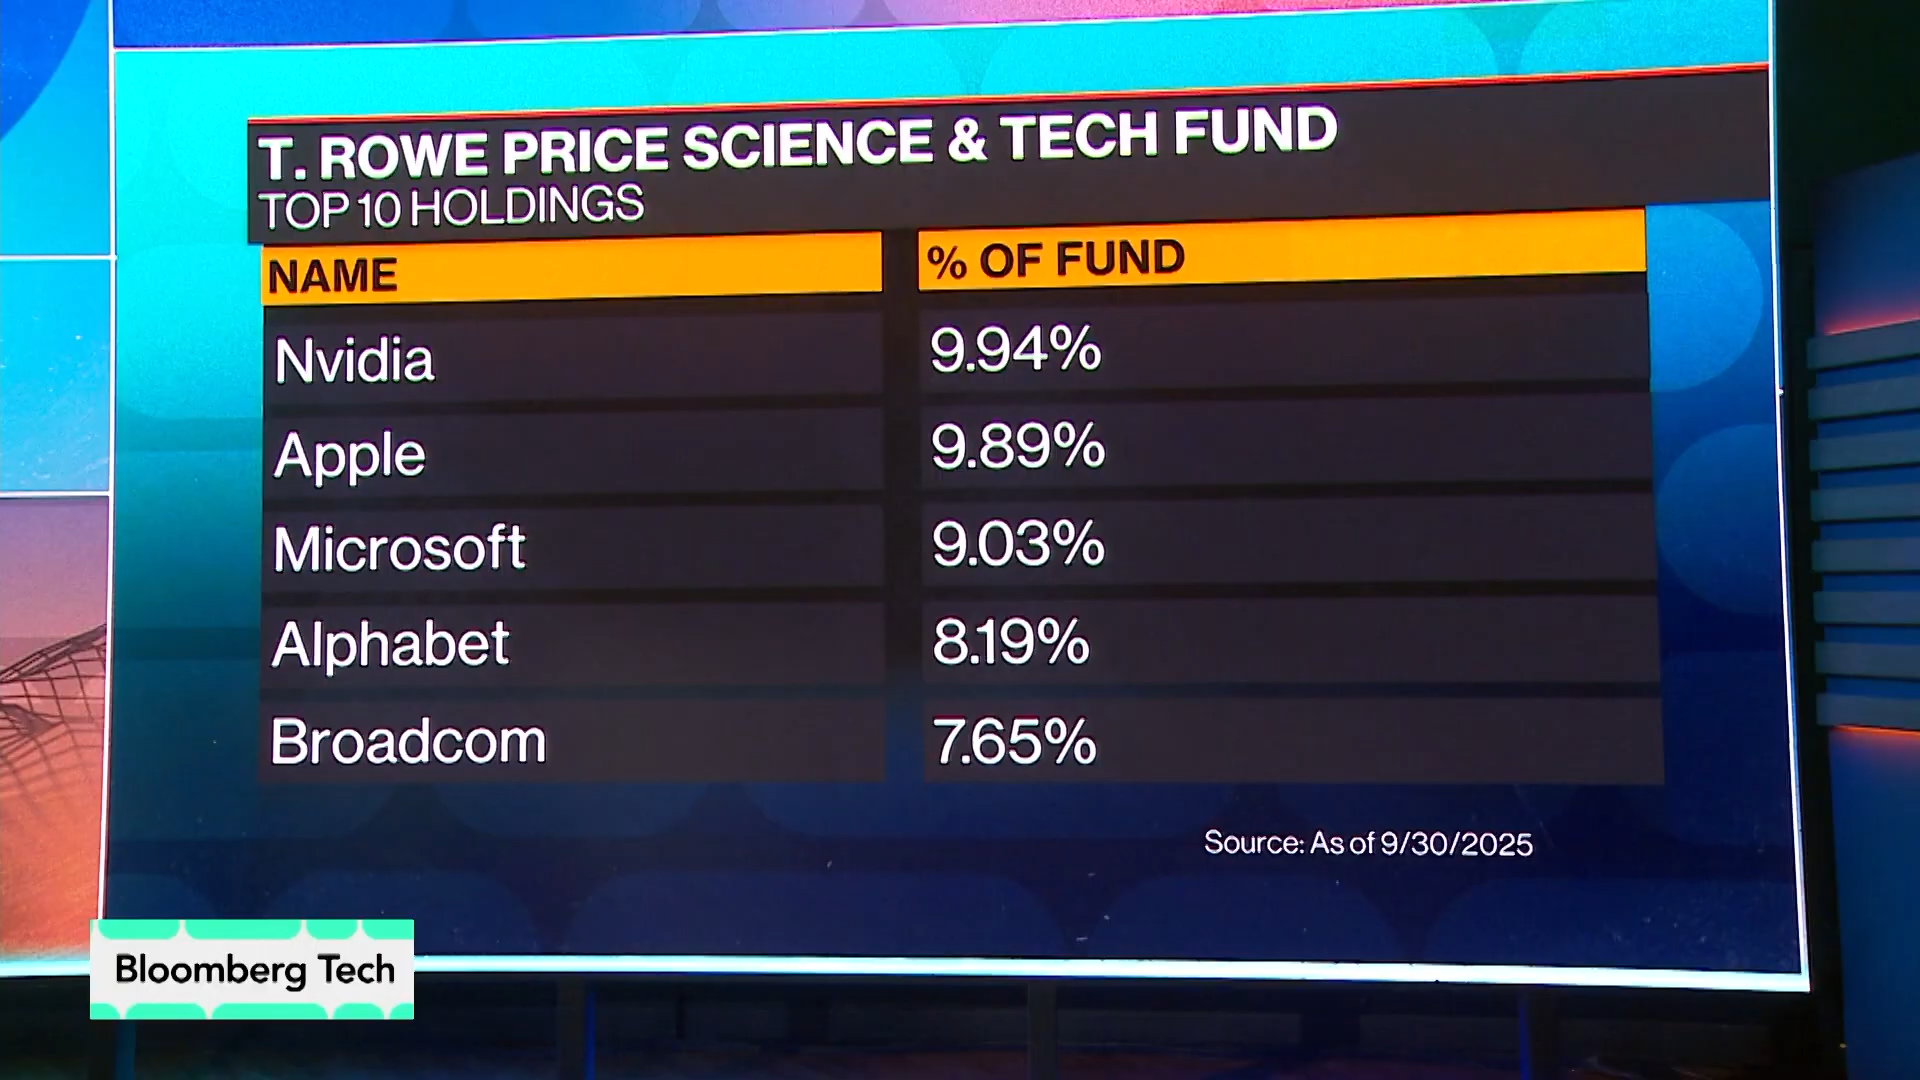 T. ROWE PRICE SCIENCE & TECH FUND
TOP 10 HOLDINGS
NAME % OF FUND
Nvidia 9.94%
Apple 9.89%
Microsoft 9.03%
Alphabet 8.19%
Broadcom 7.65%
Source: As of 9/30/2025
Bloomberg Tech